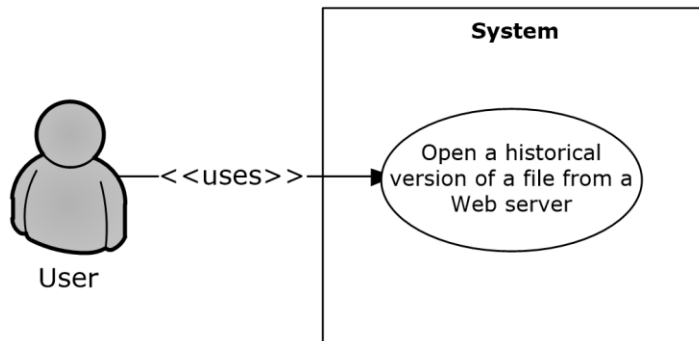 System
Open a historical
version of a file from a
Web server
<<uses>>
User